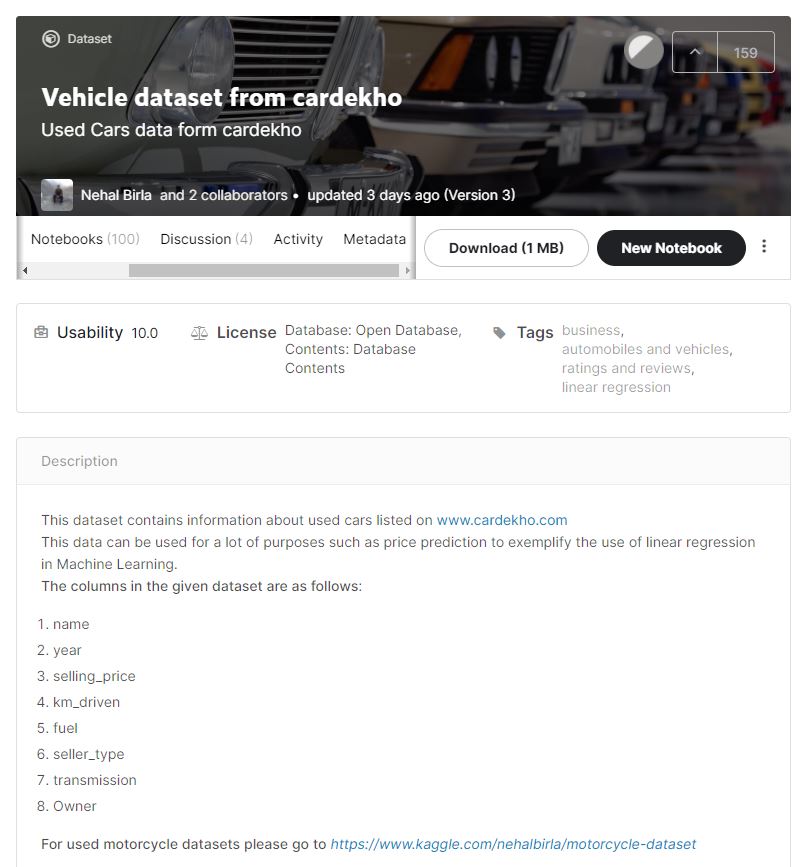 Dataset
159
Vehicle dataset from cardekho
Used Cars data form cardekho
Nehal Birla and 2 collaborators • updated 3 days ago (Version 3)
Notebooks (100) Discussion (4) Activity Metadata
Download (1 MB) New Notebook
Usability 10.0
License Database: Open Database,
Contents: Database
Contents
Tags business,
automobiles and vehicles,
ratings and reviews,
linear regression
Description
This dataset contains information about used cars listed on www.cardekho.com
This data can be used for a lot of purposes such as price prediction to exemplify the use of linear regression
in Machine Learning.
The columns in the given dataset are as follows:
1. name
2. year
3. selling_price
4. km_driven
5. fuel
6. seller_type
7. transmission
8. Owner
For used motorcycle datasets please go to https://www.kaggle.com/nehalbirla/motorcycle-dataset